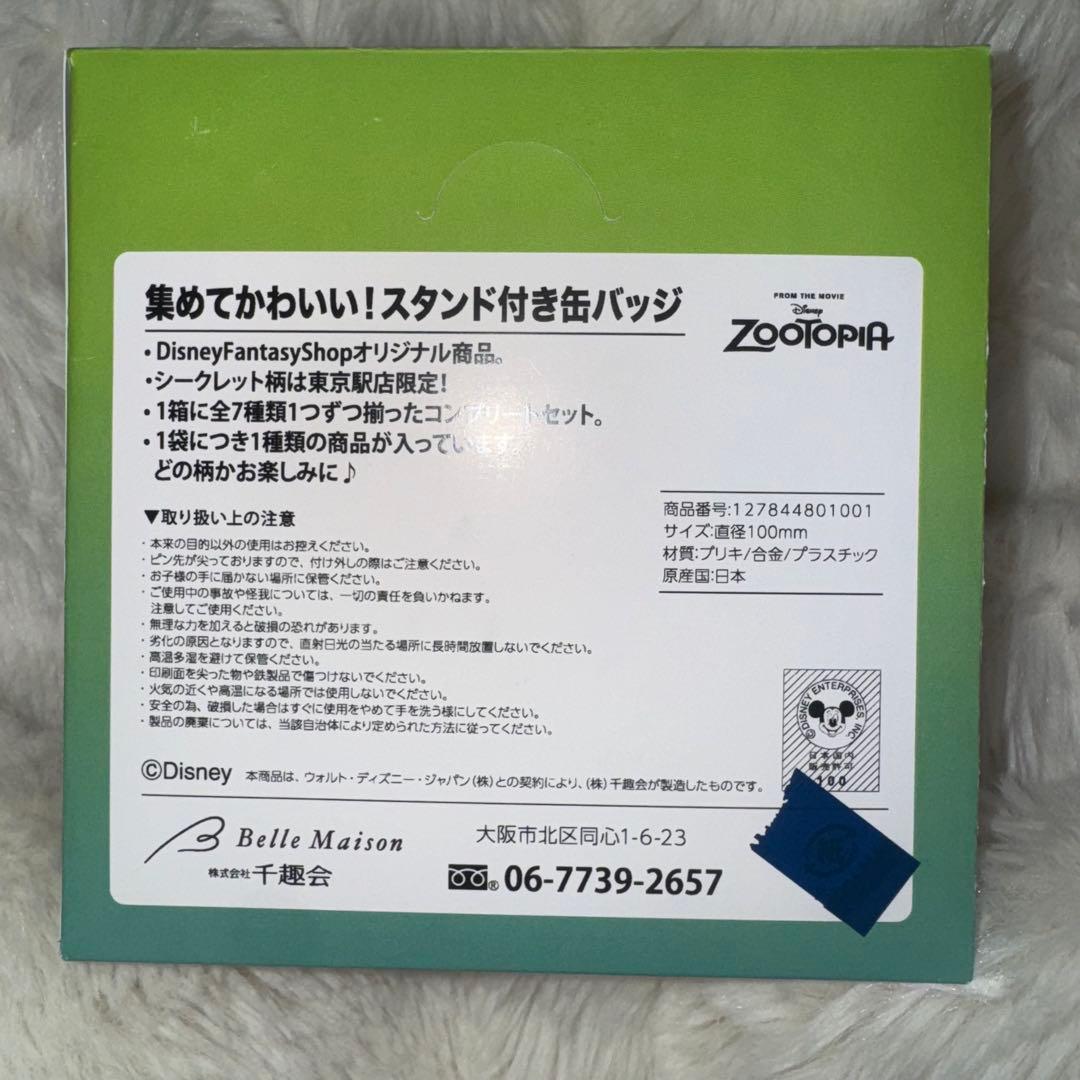 集めてかわいい!スタンド付き缶バッジ
FROM THE MOVIE
Disney
ZOOTOPIA
・DisneyFantasyShopオリジナル商品。
・シークレット柄は東京駅店限定!
・1箱に全7種類1つずつ揃ったコンプリートセット。
・1袋につき1種類の商品が入っています。
どの柄かお楽しみに♪
▼取り扱い上の注意
・本来の目的以外の使用はお控えください。
・ピン先が尖っておりますので、付け外しの際はご注意ください。
・お子様の手に届かない場所に保管ください。
・ご使用中の事故や怪我については、一切の責任を負いかねます。
注意してご使用ください。
・無理な力を加えると破損の恐れがあります。
・劣化の原因となりますので、直射日光の当たる場所に長時間放置しないでください。
・高温多湿を避けて保管ください。
・印刷面を尖った物や鉄製品で傷つけないでください。
・火気の近くや高温になる場所では使用しないでください。
・安全の為、破損した場合はすぐに使用をやめて手を洗う様にしてください。
・製品の廃棄については、当該自治体により定められた方法に従ってください。
商品番号:127844801001
サイズ:直径100mm
材質:ブリキ/合金/プラスチック
原産国:日本
©DISNEY ENTERPRISES, INC.
日本国内
販売許可
100
©Disney 本商品は、ウォルト・ディズニー・ジャパン(株)との契約により、(株)千趣会が製造したものです。
Belle Maison
株式会社千趣会
大阪市北区同心1-6-23
® 06-7739-2657